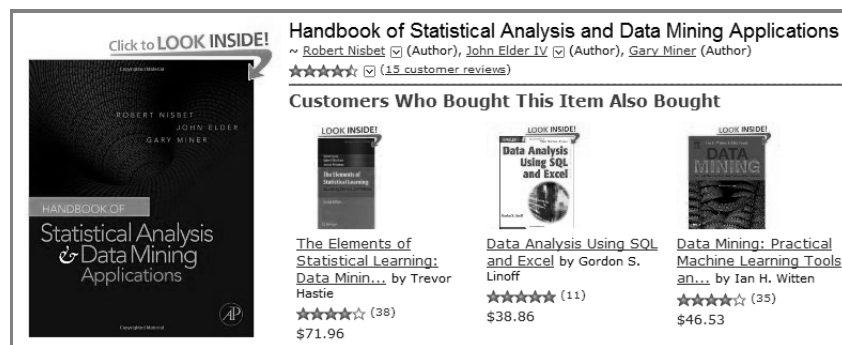 Click to LOOK INSIDE!
Copyrighted Material
ROBERT NISBET
JOHN ELDER
GARY MINER
HANDBOOK OF
Statistical Analysis
& Data Mining
Applications
AP
Copyrighted Material
Handbook of Statistical Analysis and Data Mining Applications
~ Robert Nisbet (Author), John Elder IV (Author), Gary Miner (Author)
(15 customer reviews)
Customers Who Bought This Item Also Bought
LOOK INSIDE!
The Elements of
Statistical Learning
The Elements of
Statistical Learning:
Data Minin... by Trevor
Hastie
(38)
$71.96
LOOK INSIDE!
Data Analysis
Using SQL
and Excel
Data Analysis Using SQL
and Excel by Gordon S.
Linoff
(11)
$38.86
LOOK INSIDE!
DATA
MINING
Data Mining: Practical
Machine Learning Tools
an... by Ian H. Witten
(35)
$46.53